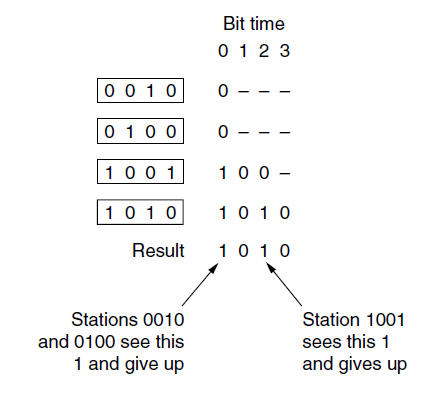 Bit time
0 1 2 3
0 0 1 0 0 – – –
0 1 0 0 0 – – –
1 0 0 1 1 0 0 –
1 0 1 0 1 0 1 0
Result 1 0 1 0
Stations 0010
and 0100 see this
1 and give up
Station 1001
sees this 1
and gives up